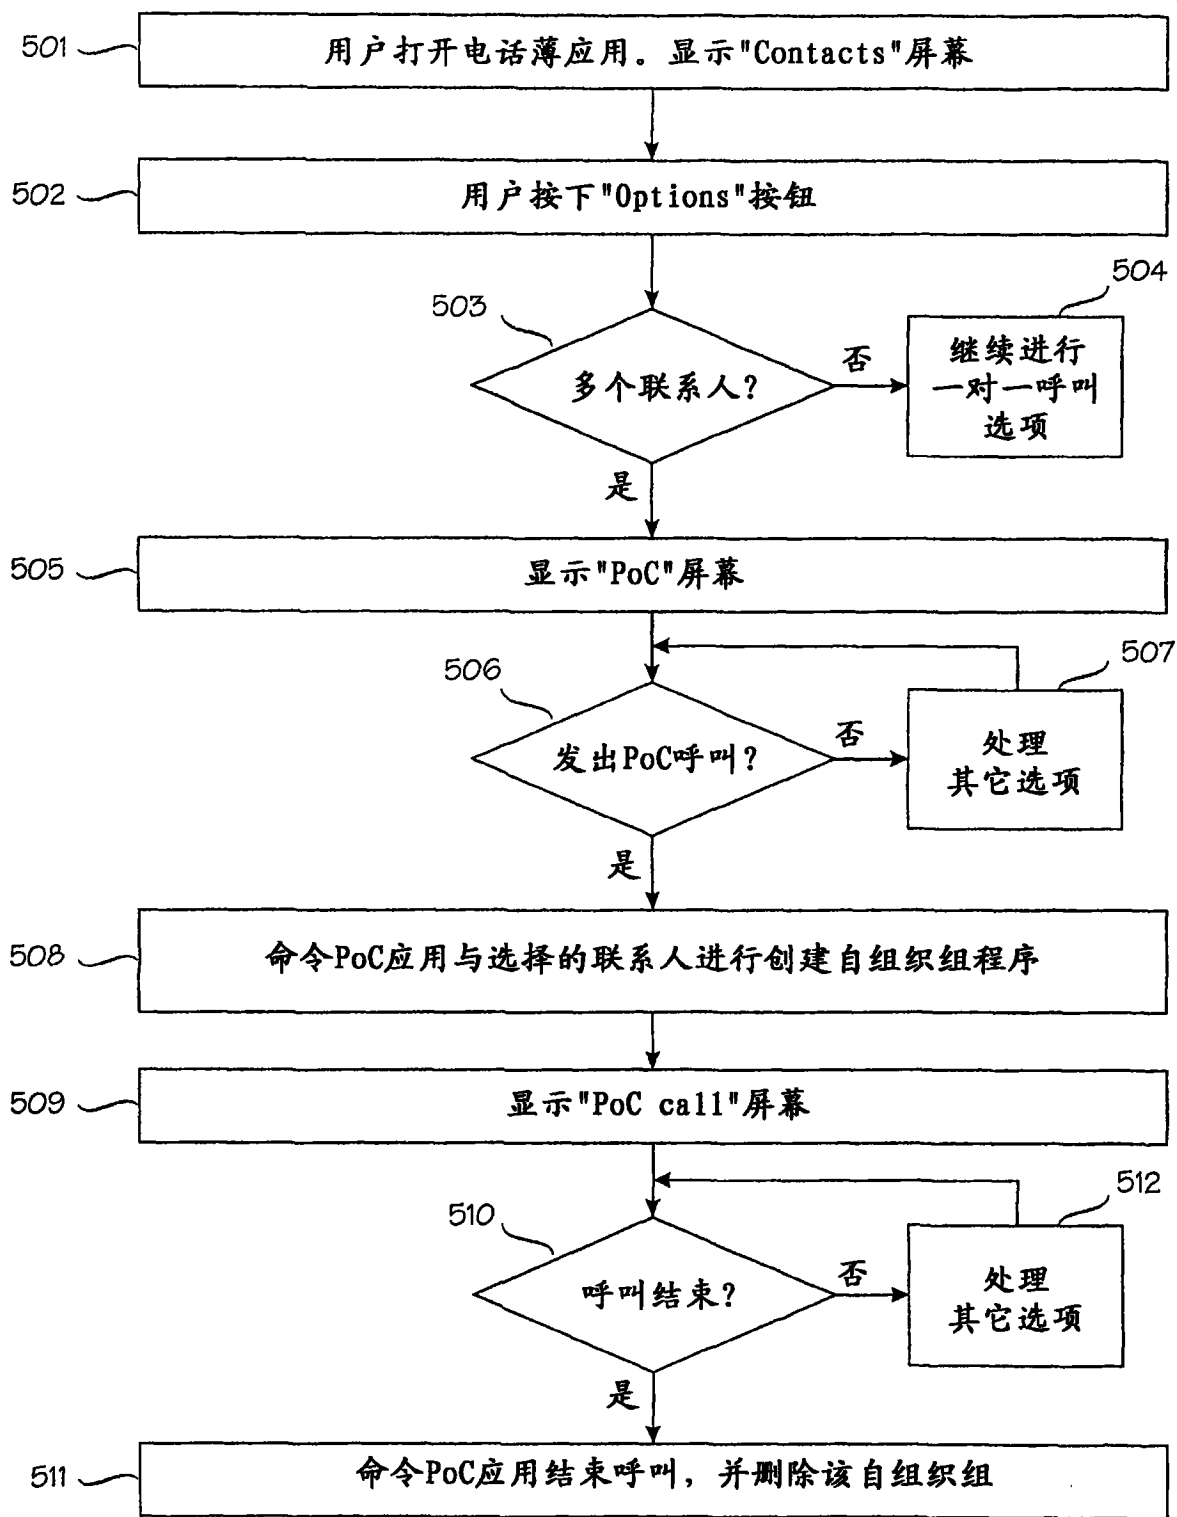 501
用户打开电话薄应用。显示"Contacts"屏幕
502
用户按下"Options"按钮
503
多个联系人?
否
504
继续进行
一对一呼叫
选项
是
505
显示"PoC"屏幕
506
发出PoC呼叫?
否
507
处理
其它选项
是
508
命令PoC应用与选择的联系人进行创建自组织组程序
509
显示"PoC call"屏幕
510
呼叫结束?
否
512
处理
其它选项
是
511
命令PoC应用结束呼叫，并删除该自组织组